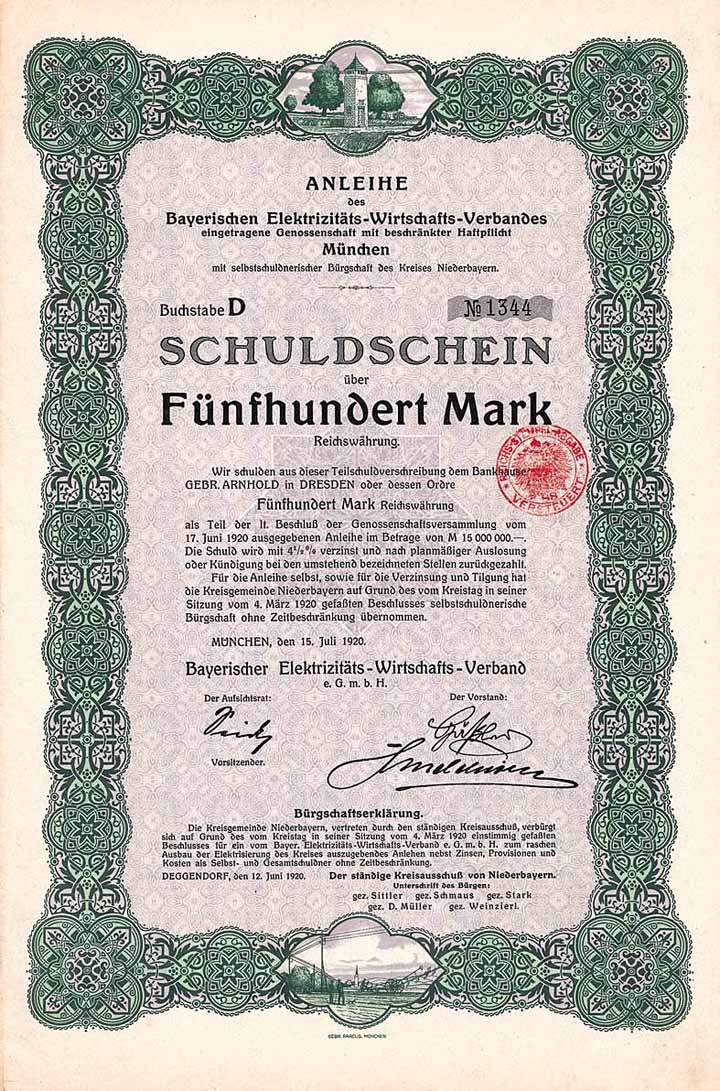 ANLEIHE
des
Bayerischen Elektrizitäts-Wirtschafts-Verbandes
eingetragene Genossenschaft mit beschränkter Haftpflicht
München
mit selbstschuldnerischer Bürgschaft des Kreises Niederbayern.
Buchstabe D № 1344
SCHULDSCHEIN
über
Fünfhundert Mark
Reichswährung.
Wir schulden aus dieser Teilschuldverschreibung dem Bankhause
GEBR. ARNHOLD in DRESDEN oder dessen Ordre
Fünfhundert Mark Reichswährung
als Teil der lt. Beschluß der Genossenschaftsversammlung vom
17. Juni 1920 ausgegebenen Anleihe im Betrage von M 15 000 000.—.
Die Schuld wird mit 4½% verzinst und nach planmäßiger Auslosung
oder Kündigung bei den umstehend bezeichneten Stellen zurückgezahlt.
Für die Anleihe selbst, sowie für die Verzinsung und Tilgung hat
die Kreisgemeinde Niederbayern auf Grund des vom Kreistag in seiner
Sitzung vom 4. März 1920 gefaßten Beschlusses selbstschuldnerische
Bürgschaft ohne Zeitbeschränkung übernommen.
MÜNCHEN, den 15. Juli 1920.
Bayerischer Elektrizitäts-Wirtschafts-Verband
e. G. m. b. H.
Der Aufsichtsrat: Der Vorstand:
Vorsitzender.
Bürgschaftserklärung.
Die Kreisgemeinde Niederbayern, vertreten durch den ständigen Kreisausschuß, verbürgt
sich auf Grund des vom Kreistag in seiner Sitzung vom 4. März 1920 einstimmig gefaßten
Beschlusses für ein vom Bayer. Elektrizitäts-Wirtschafts-Verband e. G. m. b. H. zum raschen
Ausbau der Elektrisierung des Kreises auszugebendes Anlehen nebst Zinsen, Provisionen und
Kosten als Selbst- und Gesamtschuldner ohne Zeitbeschränkung.
DEGGENDORF, den 12. Juni 1920. Der ständige Kreisausschuß von Niederbayern.
Unterschrift des Bürgen:
gez. Sittler gez. Schmaus gez. Stark
gez. D. Müller gez. Weinzierl.
VERSTEUERT
GEBR. PARCUS, MÜNCHEN